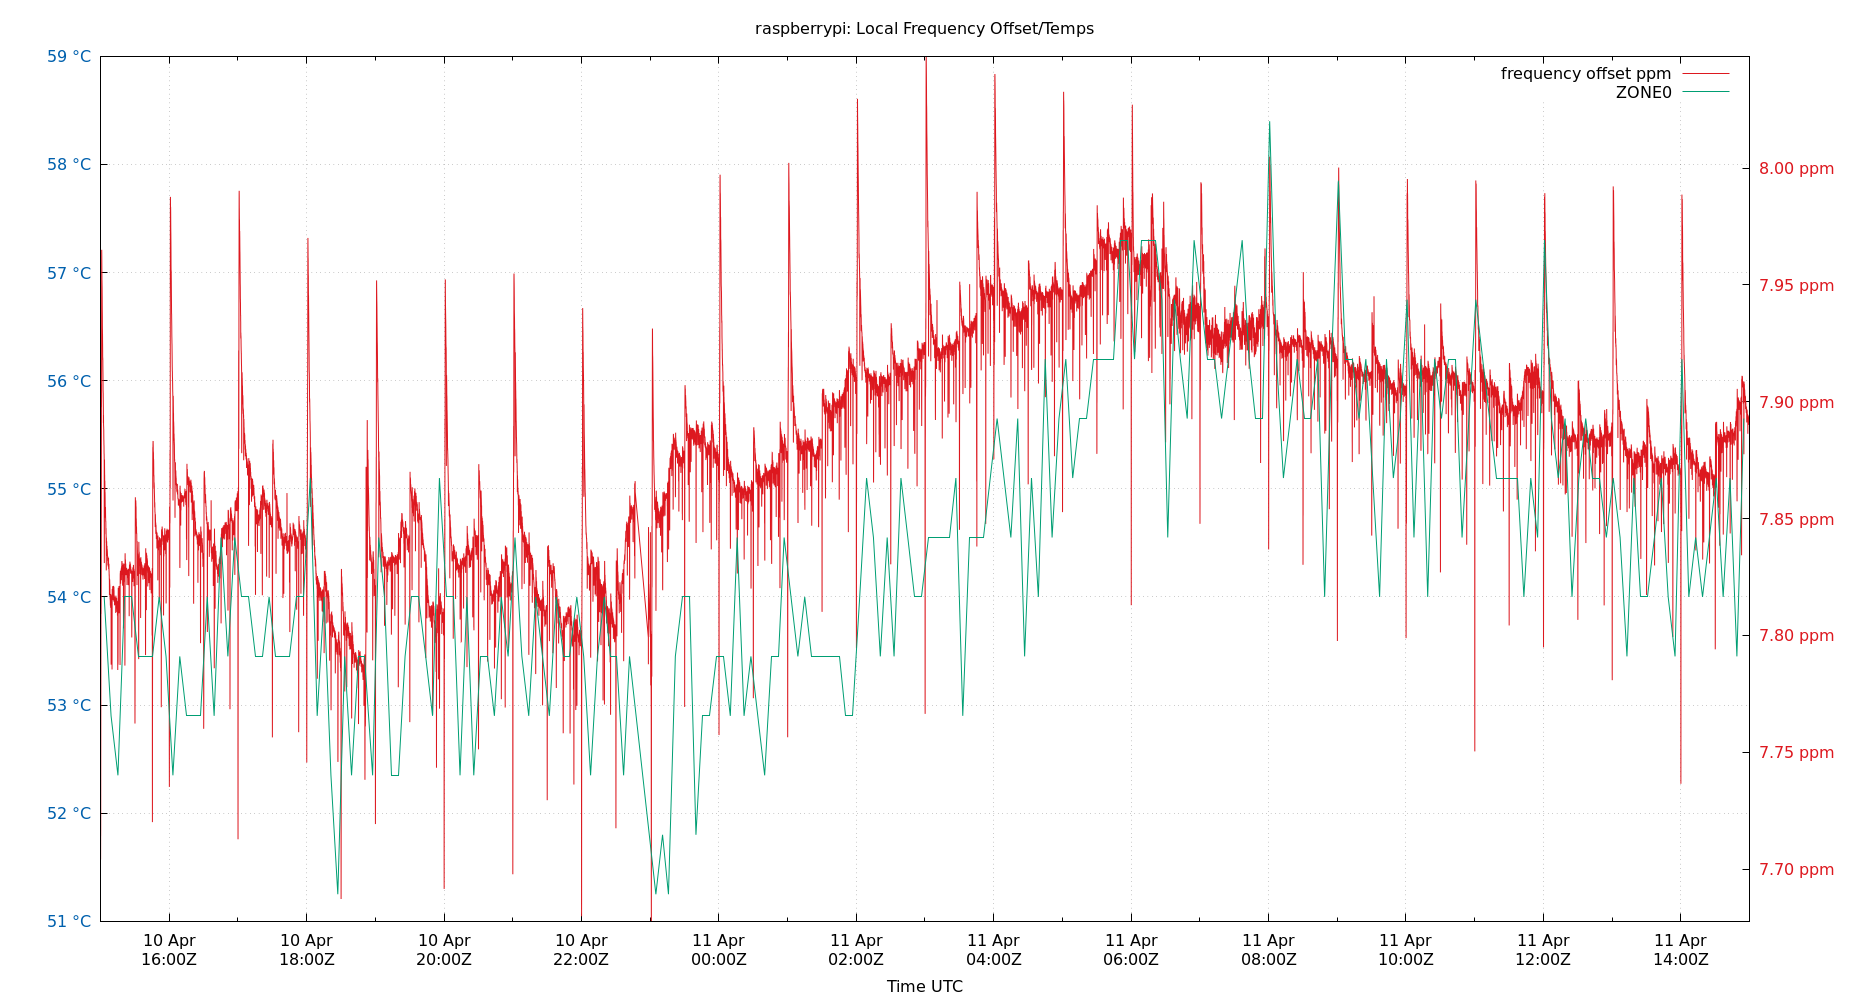 raspberrypi: Local Frequency Offset/Temps
59 °C
58 °C
57 °C
56 °C
55 °C
54 °C
53 °C
52 °C
51 °C
frequency offset ppm
ZONE0
8.00 ppm
7.95 ppm
7.90 ppm
7.85 ppm
7.80 ppm
7.75 ppm
7.70 ppm
10 Apr
16:00Z
10 Apr
18:00Z
10 Apr
20:00Z
10 Apr
22:00Z
11 Apr
00:00Z
11 Apr
02:00Z
11 Apr
04:00Z
11 Apr
06:00Z
11 Apr
08:00Z
11 Apr
10:00Z
11 Apr
12:00Z
11 Apr
14:00Z
Time UTC